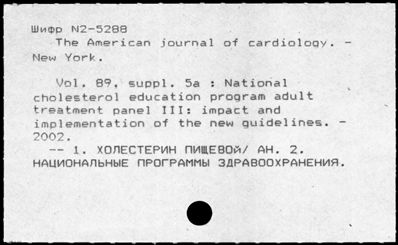 Шифр N2-5288
The American journal of cardiology. -
New York.
Vol. 89, suppl. 5a : National
cholesterol education program adult
treatment panel III: impact and
implementation of the new guidelines. -
2002.
-- 1. ХОЛЕСТЕРИН ПИЩЕВОЙ/ АН. 2.
НАЦИОНАЛЬНЫЕ ПРОГРАММЫ ЗДРАВООХРАНЕНИЯ.